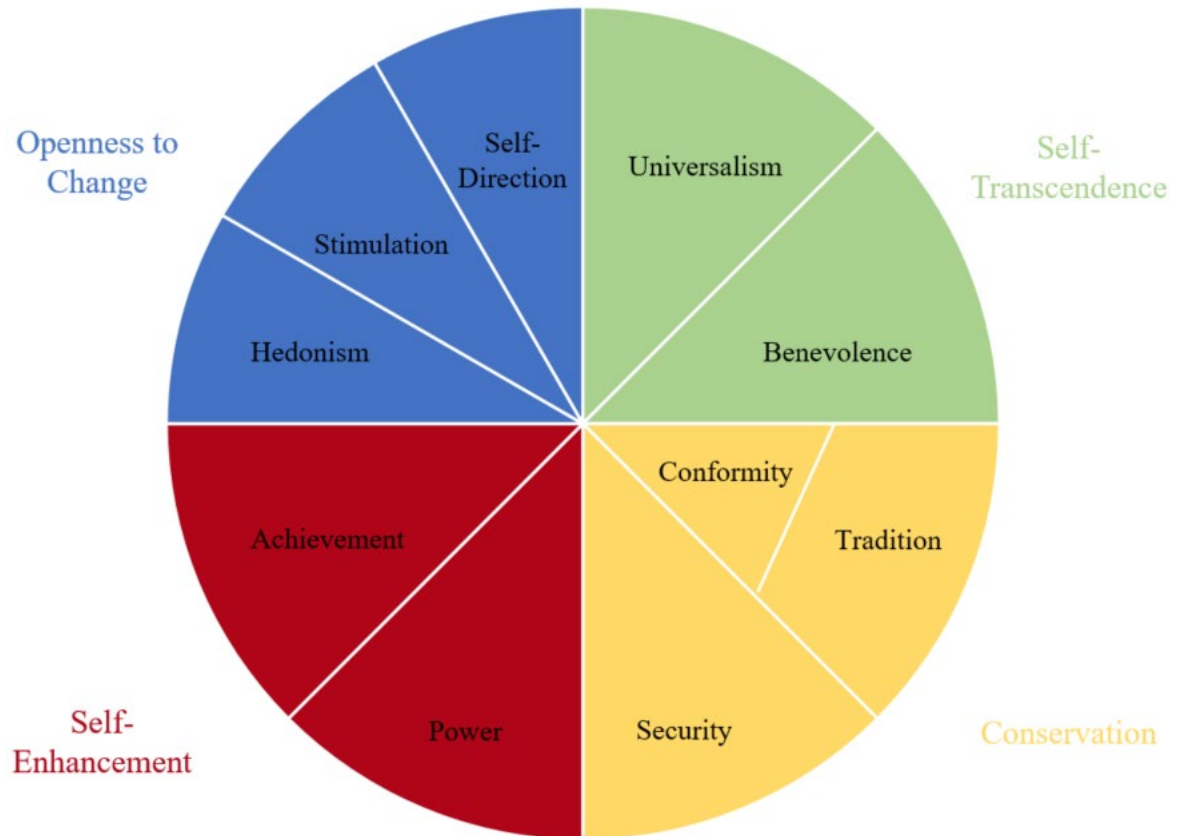 Openness to
Change
Self-
Direction
Stimulation
Hedonism
Universalism
Benevolence
Self-
Transcendence
Achievement
Power
Self-
Enhancement
Conformity
Tradition
Security
Conservation